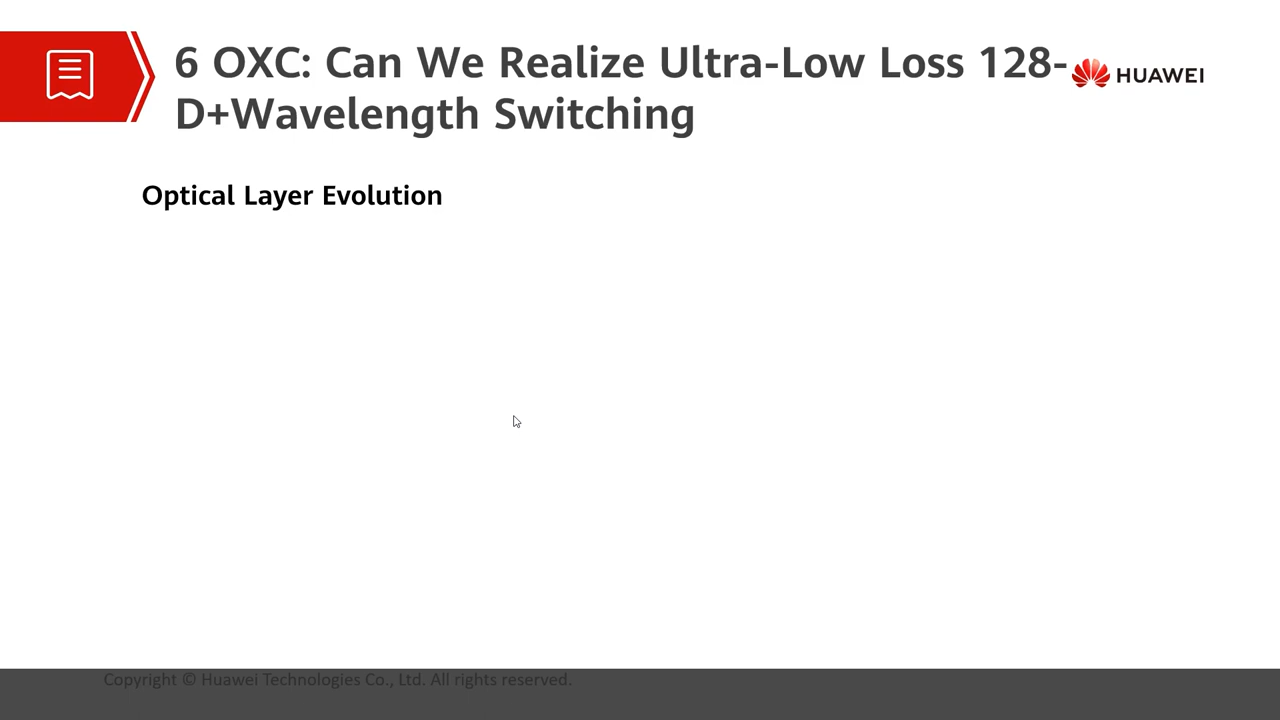 6 OXC: Can We Realize Ultra-Low Loss 128-
D+Wavelength Switching
HUAWEI
Optical Layer Evolution
Copyright © Huawei Technologies Co., Ltd. All rights reserved.